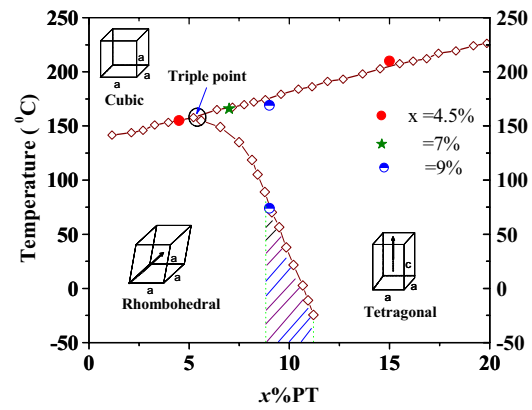 250
200
150
100
50
0
-50
250
200
150
100
50
0
-50
0
5
10
15
20
Temperature ( ⁰C)
x%PT
a
a
a
Cubic
Triple point
x =4.5%
=7%
=9%
a
a
a
Rhombohedral
c
a
a
Tetragonal